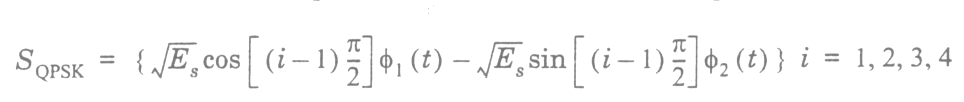 S_QPSK = { √E_s cos[(i−1) π/2] ϕ_1(t) − √E_s sin[(i−1) π/2] ϕ_2(t) } i = 1, 2, 3, 4